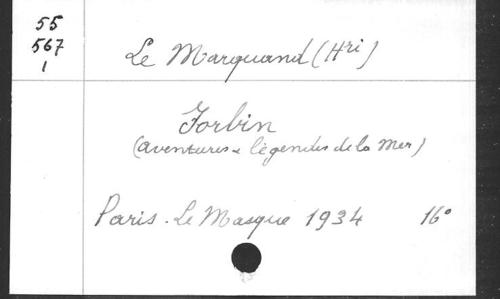 55
567
1
Le Marquand (Hri)
Forbin
(aventures & légendes de la Mer)
Paris. Le Masque 1934 16°